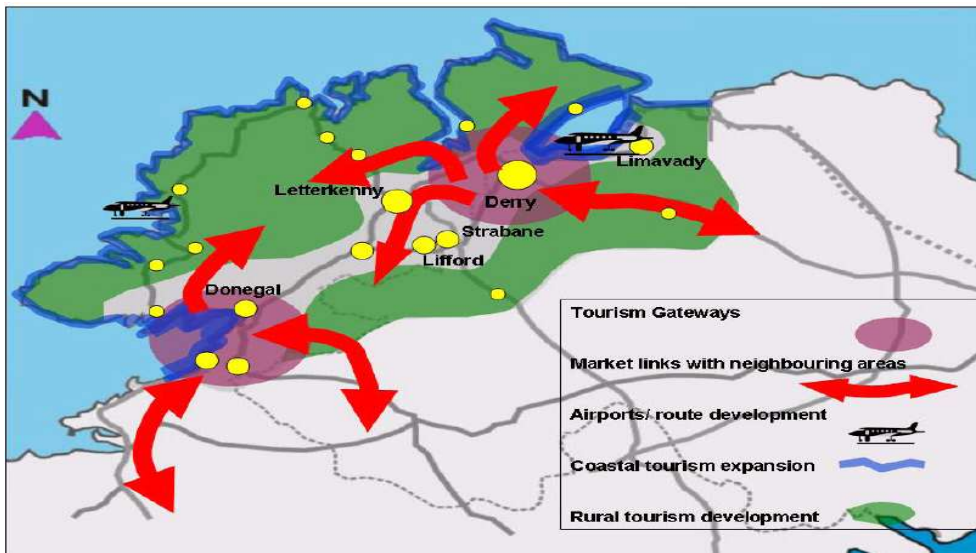 N
Limavady
Letterkenny
Derry
Strabane
Lifford
Donegal
Tourism Gateways
Market links with neighbouring areas
Airports/ route development
Coastal tourism expansion
Rural tourism development